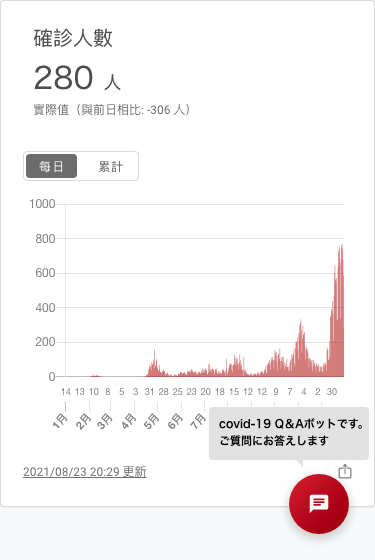 確診人數
280 人
實際值（與前日相比: -306 人）
每日 累計
1000
800
600
400
200
0
14 13 10 8 5 3 31 28 25 23 20 18 15 12 12 9 7 4 2 30
1月 2月 3月 4月 5月 6月 7月
covid-19 Q&Aボットです。
ご質問にお答えします
2021/08/23 20:29 更新